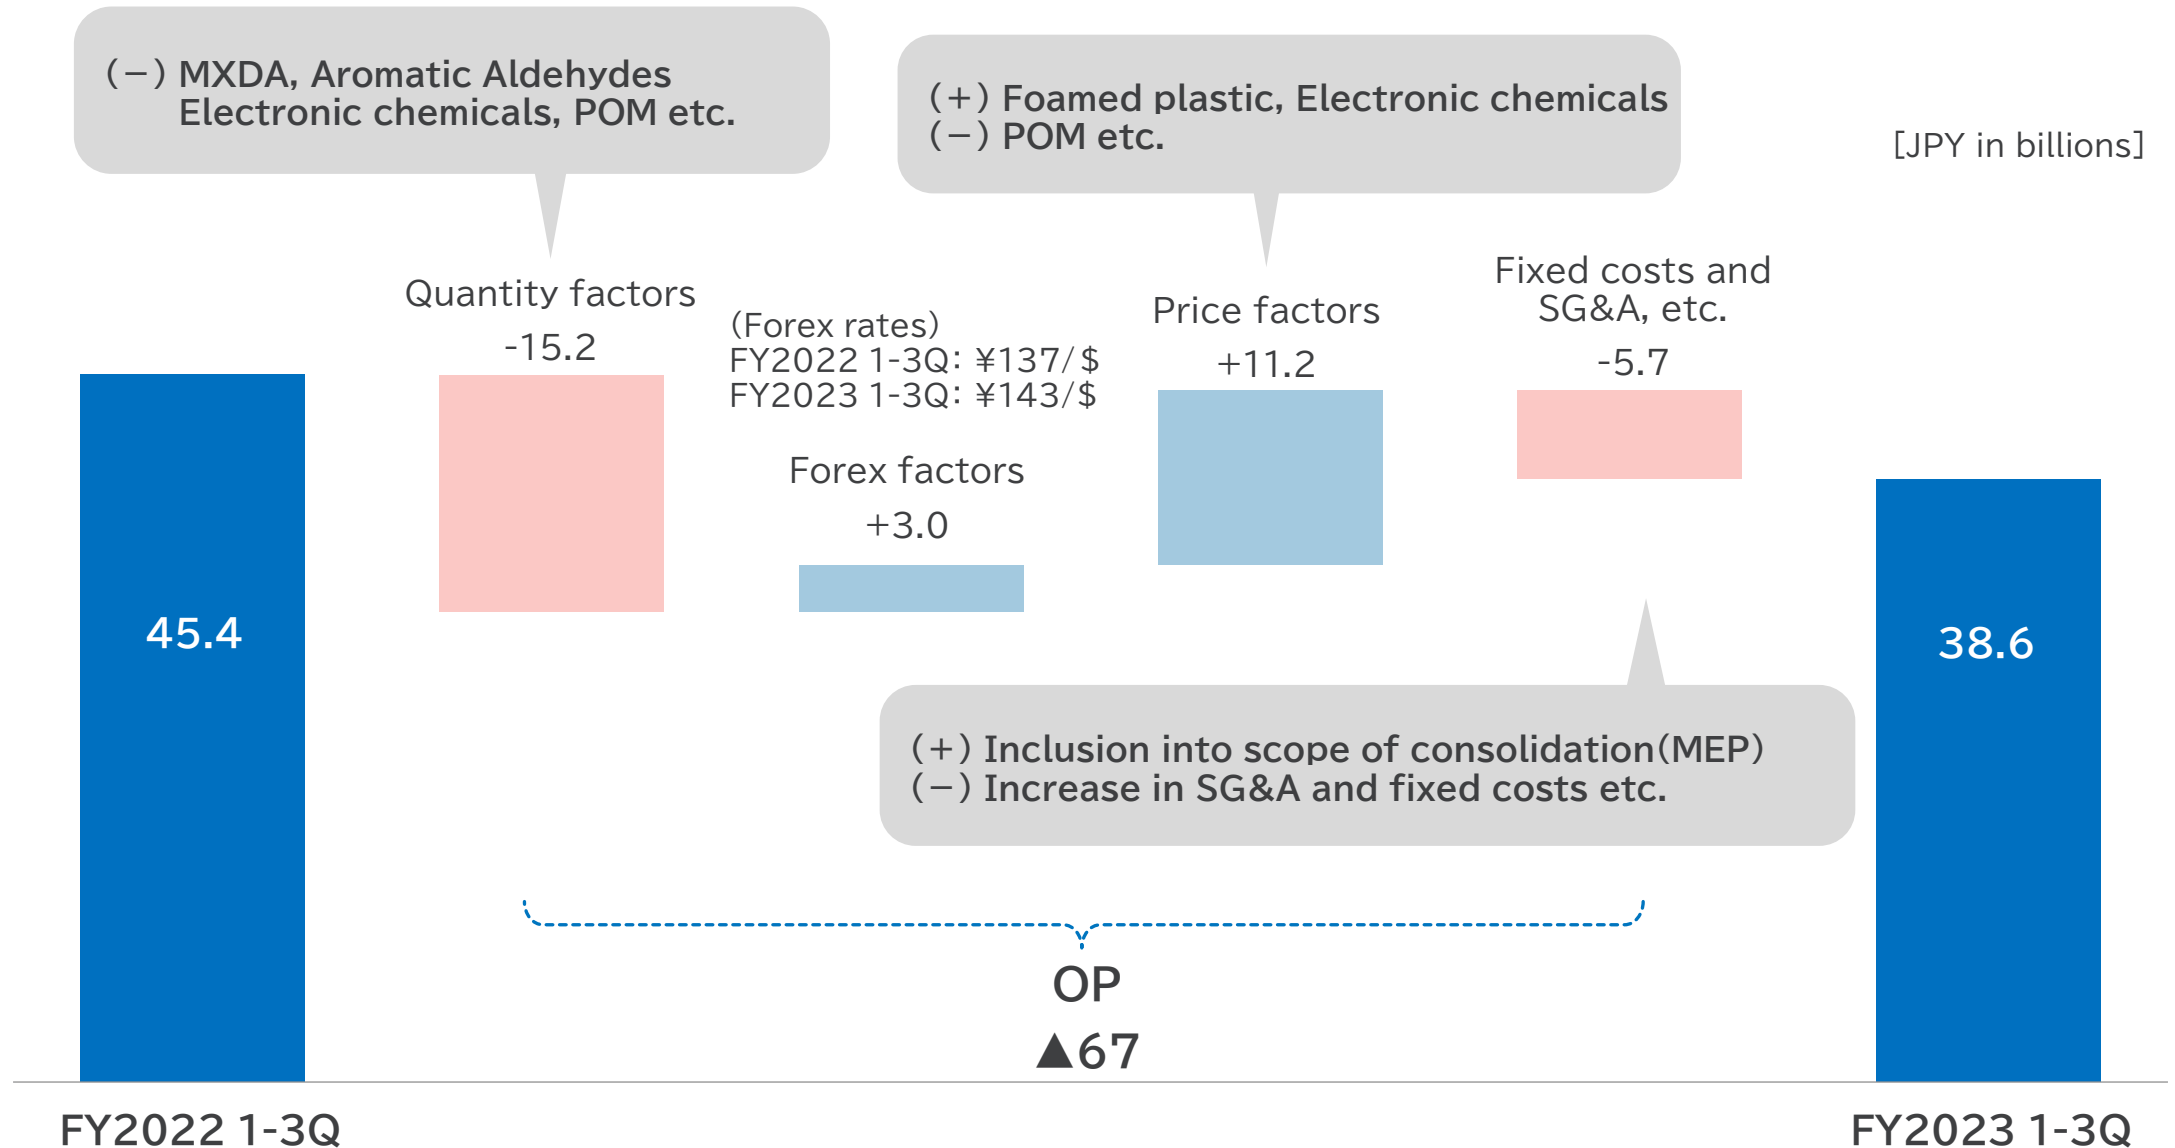 (−) MXDA, Aromatic Aldehydes
Electronic chemicals, POM etc.
(+) Foamed plastic, Electronic chemicals
(−) POM etc.
[JPY in billions]
Quantity factors
-15.2
(Forex rates)
FY2022 1-3Q: ¥137/$
FY2023 1-3Q: ¥143/$
Forex factors
+3.0
Price factors
+11.2
Fixed costs and
SG&A, etc.
-5.7
45.4
38.6
(+) Inclusion into scope of consolidation(MEP)
(−) Increase in SG&A and fixed costs etc.
OP
▲67
FY2022 1-3Q
FY2023 1-3Q